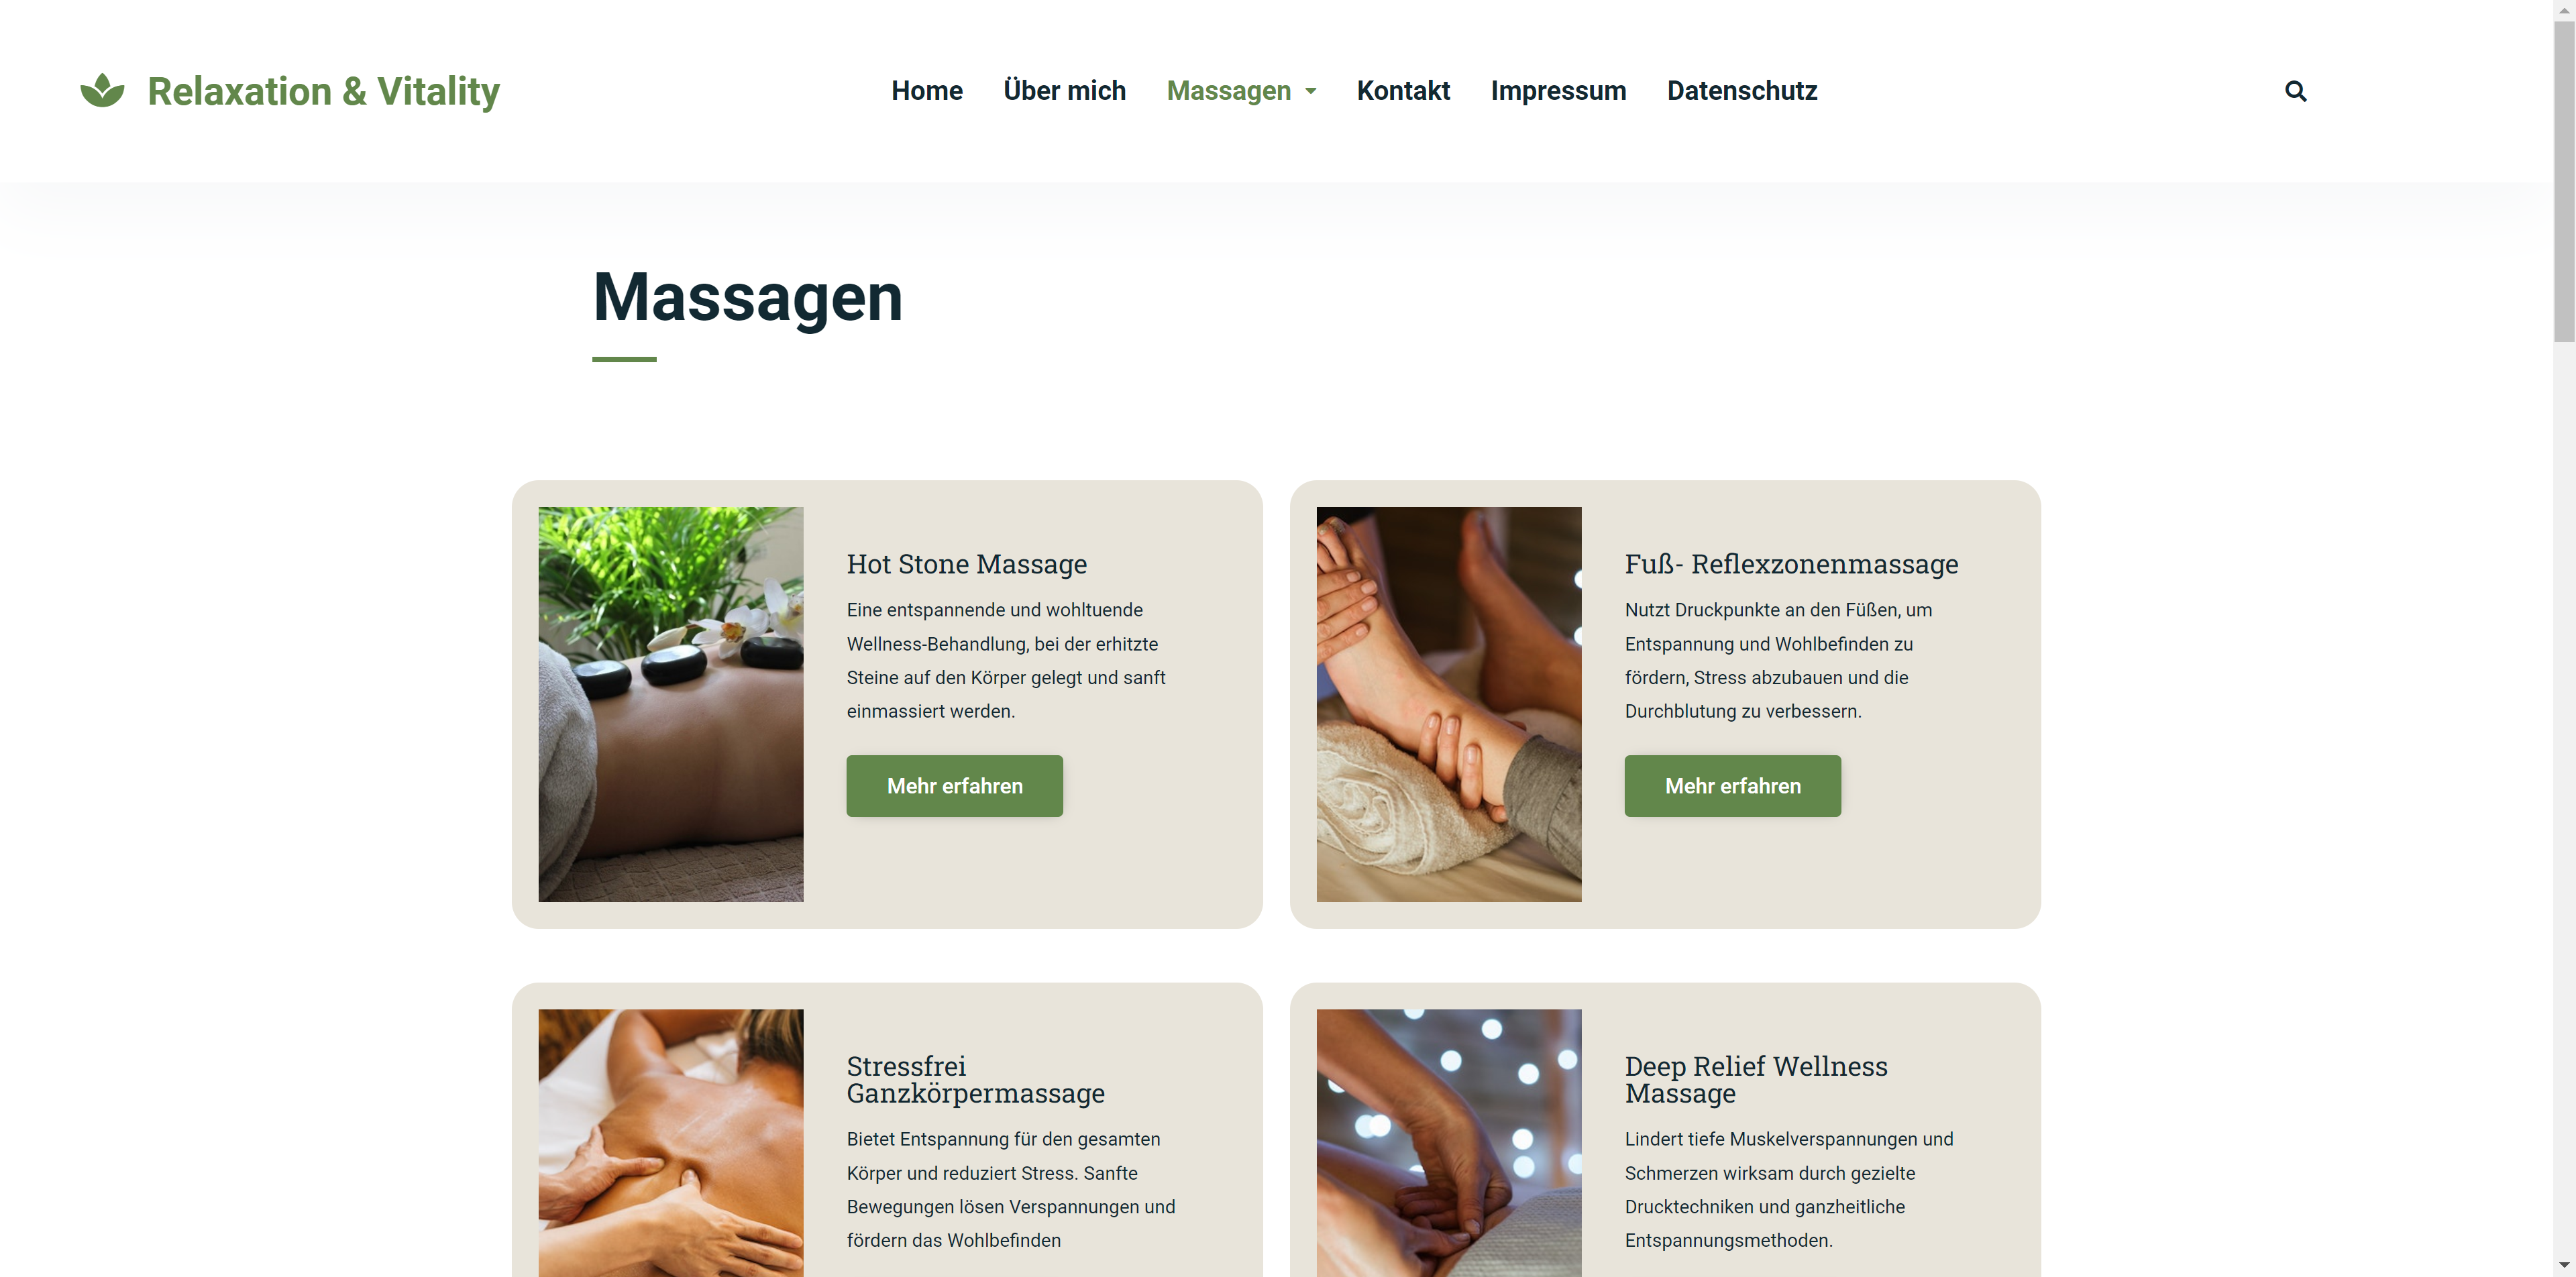 Relaxation & Vitality
Home Über mich Massagen Kontakt Impressum Datenschutz
Massagen
Hot Stone Massage
Eine entspannende und wohltuende
Wellness-Behandlung, bei der erhitzte
Steine auf den Körper gelegt und sanft
einmassiert werden.
Mehr erfahren
Fuß- Reflexzonenmassage
Nutzt Druckpunkte an den Füßen, um
Entspannung und Wohlbefinden zu
fördern, Stress abzubauen und die
Durchblutung zu verbessern.
Mehr erfahren
Stressfrei
Ganzkörpermassage
Bietet Entspannung für den gesamten
Körper und reduziert Stress. Sanfte
Bewegungen lösen Verspannungen und
fördern das Wohlbefinden
Deep Relief Wellness
Massage
Lindert tiefe Muskelverspannungen und
Schmerzen wirksam durch gezielte
Drucktechniken und ganzheitliche
Entspannungsmethoden.